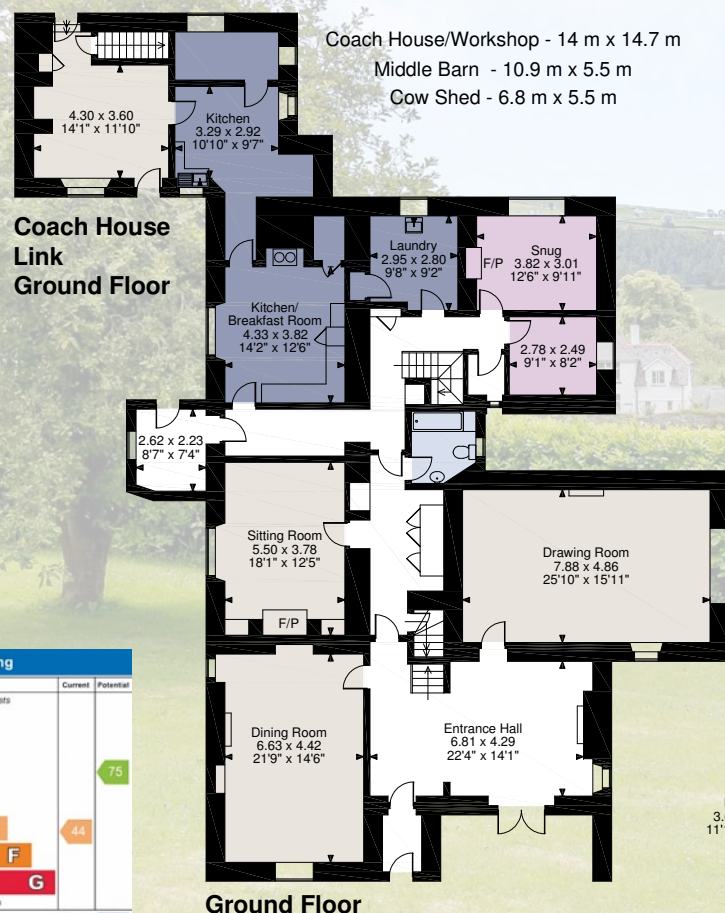 Coach House/Workshop - 14 m x 14.7 m
Middle Barn - 10.9 m x 5.5 m
Cow Shed - 6.8 m x 5.5 m
4.30 x 3.60
14'1" x 11'10"
Kitchen
3.29 x 2.92
10'10" x 9'7"
Coach House
Link
Ground Floor
Laundry
2.95 x 2.80
9'8" x 9'2"
F/P
Snug
3.82 x 3.01
12'6" x 9'11"
Kitchen/
Breakfast Room
4.33 x 3.82
14'2" x 12'6"
2.78 x 2.49
9'1" x 8'2"
2.62 x 2.23
8'7" x 7'4"
Sitting Room
5.50 x 3.78
18'1" x 12'5"
F/P
Drawing Room
7.88 x 4.86
25'10" x 15'11"
Dining Room
6.63 x 4.42
21'9" x 14'6"
Entrance Hall
6.81 x 4.29
22'4" x 14'1"
Ground Floor
Current Potential
75
44
F
G